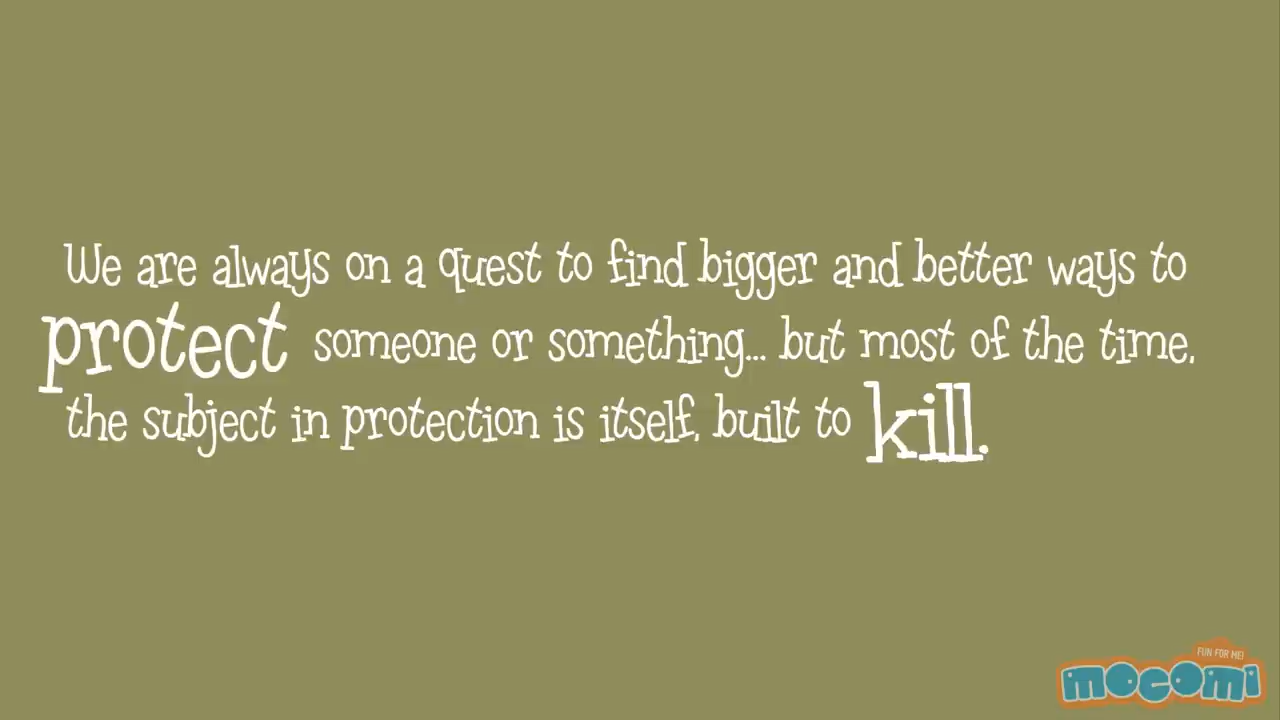 We are always on a quest to find bigger and better ways to
protect someone or something... but most of the time,
the subject in protection is itself, built to kill.
FUN FOR ME!
mocomi